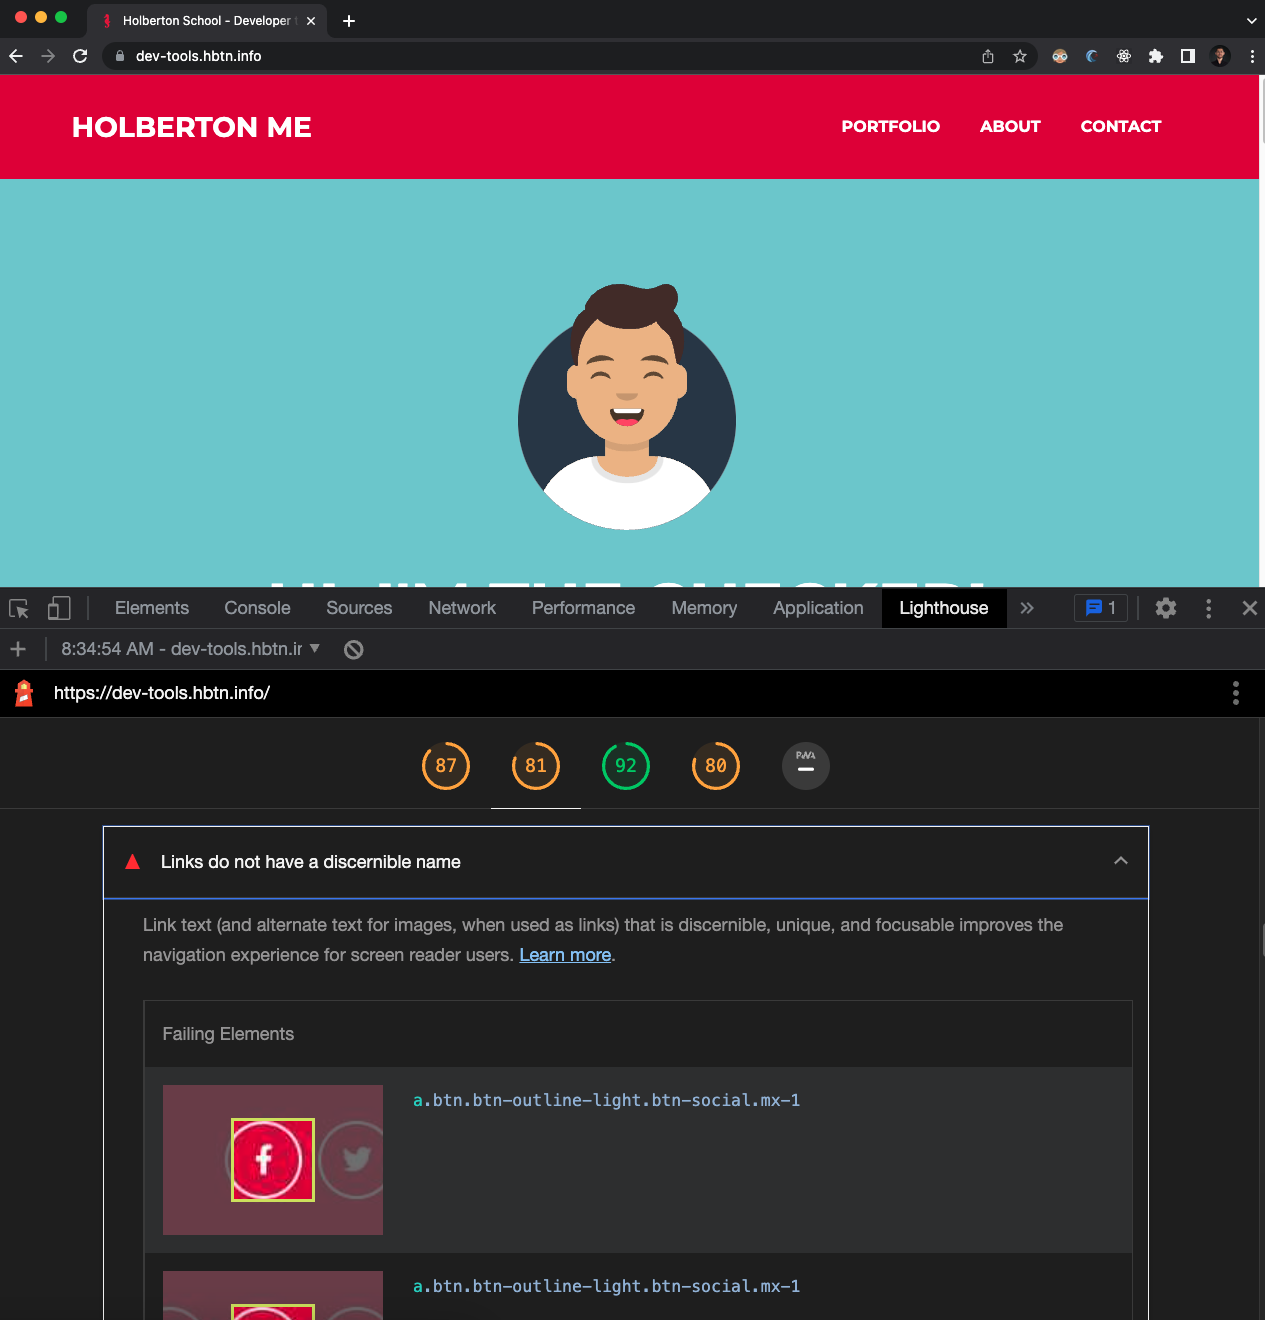 Holberton School - Developer t
dev-tools.hbtn.info
HOLBERTON ME
PORTFOLIO ABOUT CONTACT
Elements Console Sources Network Performance Memory Application Lighthouse 1
8:34:54 AM - dev-tools.hbtn.ir
https://dev-tools.hbtn.info/
87 81 92 80 PWA
Links do not have a discernible name
Link text (and alternate text for images, when used as links) that is discernible, unique, and focusable improves the
navigation experience for screen reader users. Learn more.
Failing Elements
a.btn.btn-outline-light.btn-social.mx-1
a.btn.btn-outline-light.btn-social.mx-1